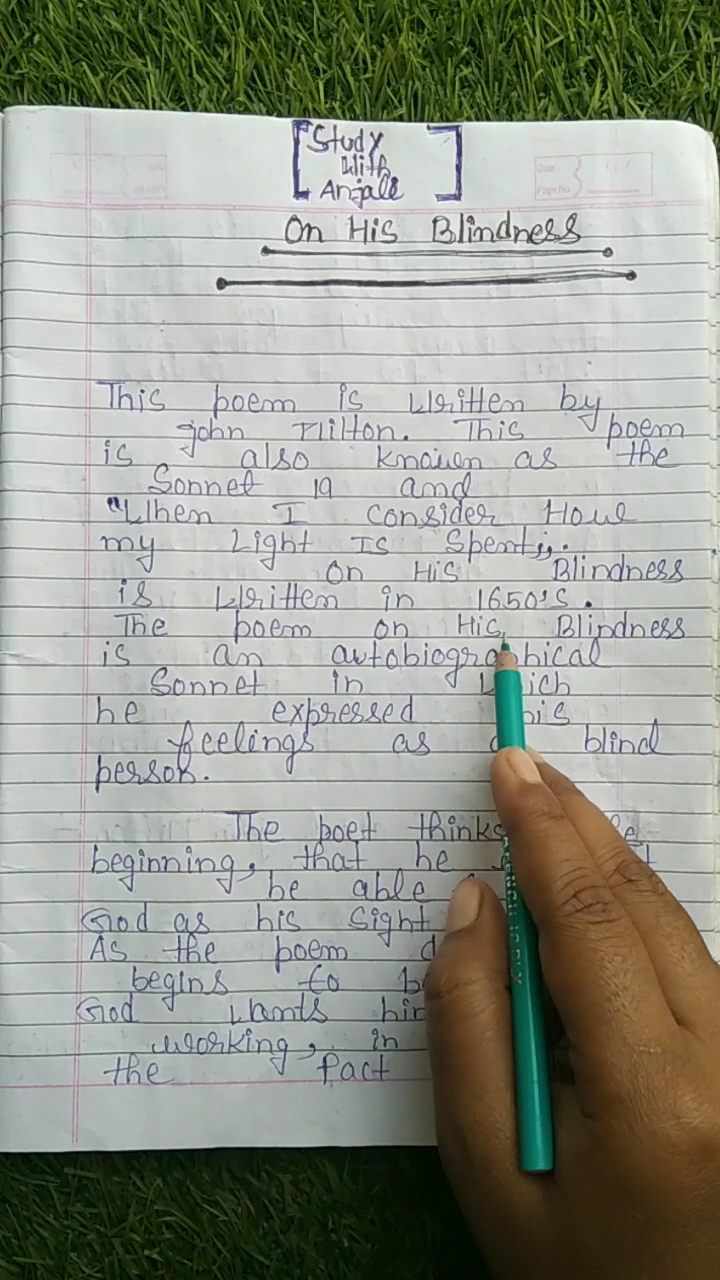 [Study
With
Anjali]
On His Blindness
This poem is written by
john Milton. This poem
is also known as the
Sonnet 19 and
"When I consider How
my Light Is Spent".
On His Blindness
is written in 1650's.
The poem on His Blindness
is an autobiographical
Sonnet in which
he expressed his
feelings as a blind
person.
The poet thinks
beginning, that he
be able
God as his Sight
As the poem
begins to
God wants
working, in
the Fact